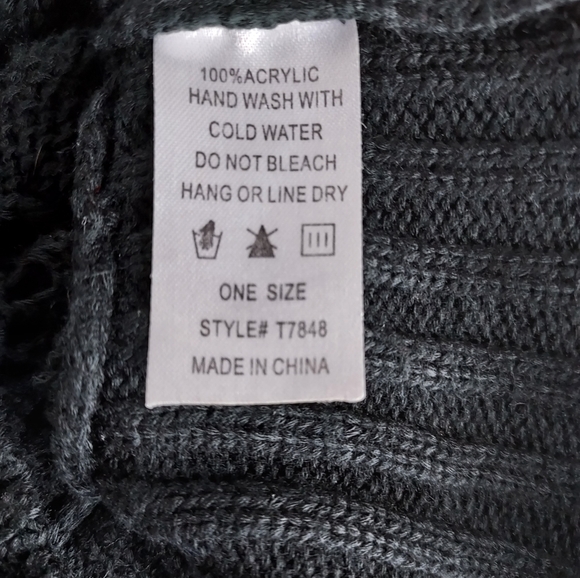 100%ACRYLIC
HAND WASH WITH
COLD WATER
DO NOT BLEACH
HANG OR LINE DRY
ONE SIZE
STYLE# T7848
MADE IN CHINA